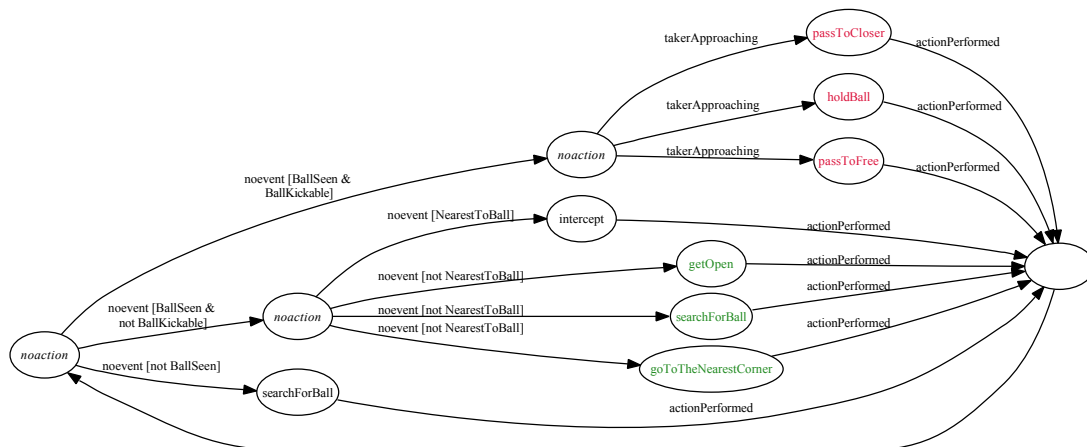 passToCloser
takerApproaching
actionPerformed
holdBall
takerApproaching
actionPerformed
noaction
takerApproaching
passToFree
actionPerformed
noevent [BallSeen &
BallKickable]
noevent [NearestToBall]
intercept
actionPerformed
noevent [not NearestToBall]
getOpen
actionPerformed
noevent [BallSeen &
not BallKickable]
noaction
noevent [not NearestToBall]
searchForBall
actionPerformed
noevent [not NearestToBall]
actionPerformed
noaction
noevent [not BallSeen]
goToTheNearestCorner
searchForBall
actionPerformed